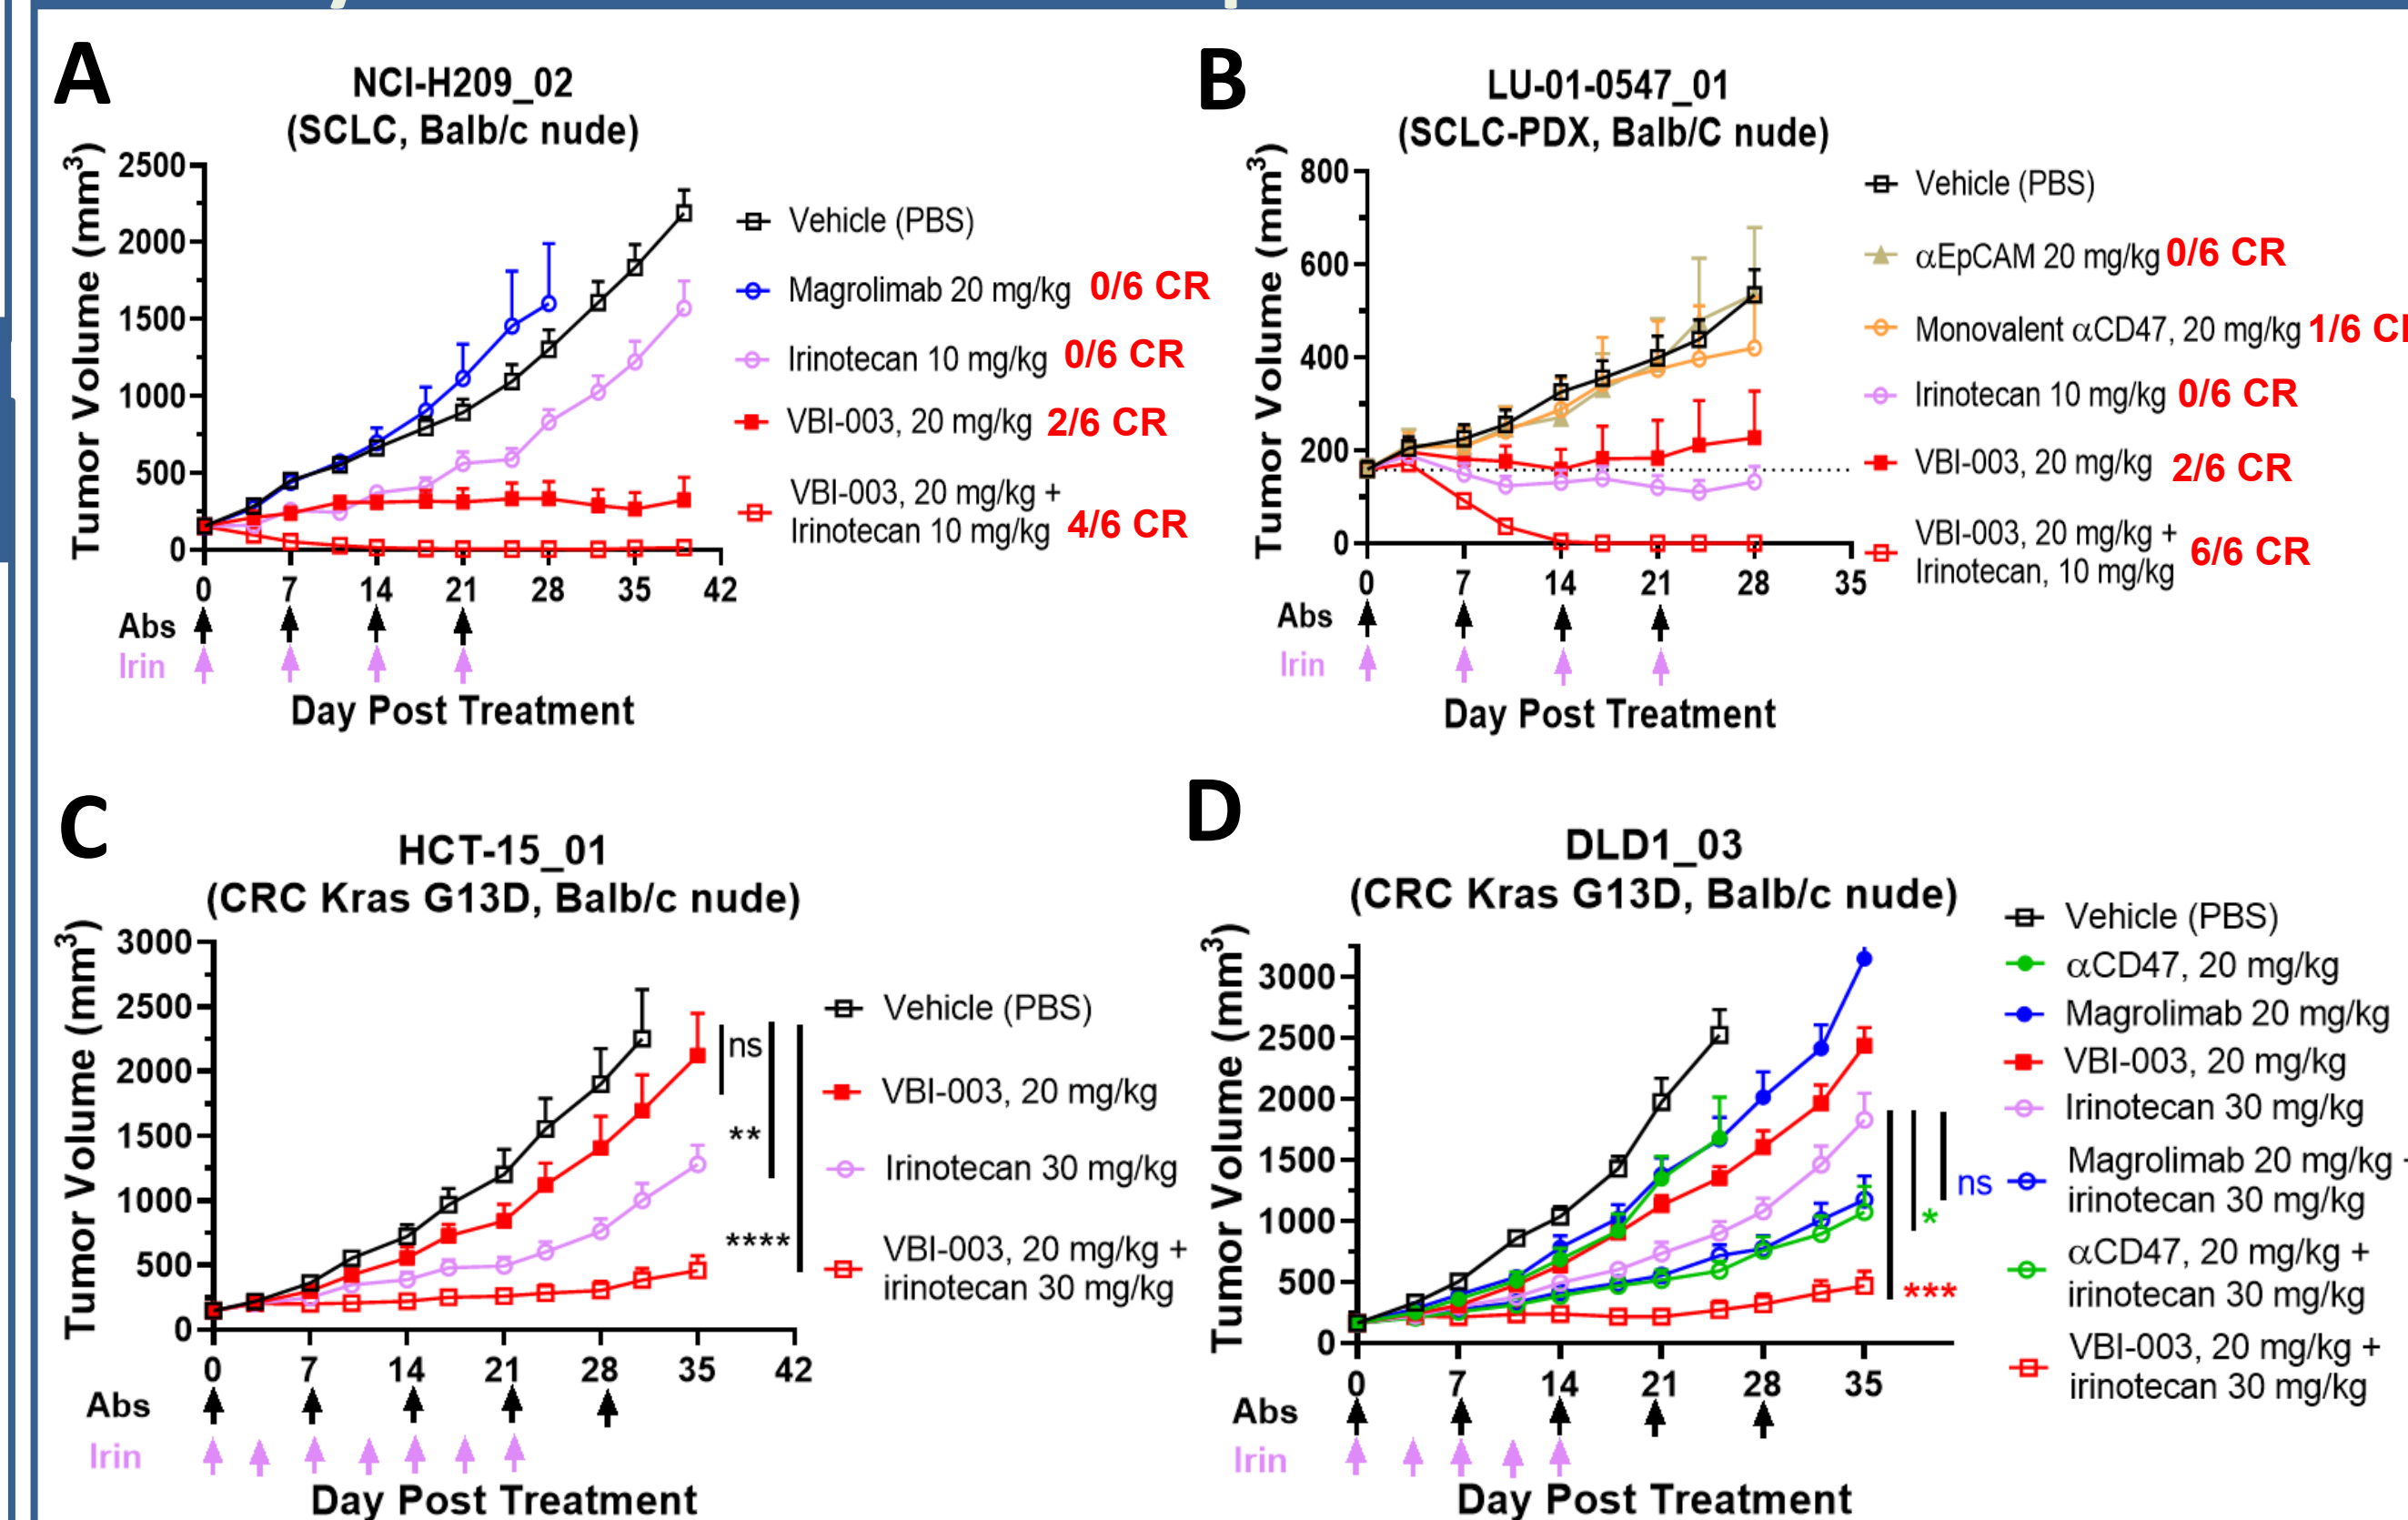 A
NCI-H209_02
(SCLC, Balb/c nude)
Tumor Volume (mm³)
2500
2000
1500
1000
500
0
0 7 14 21 28 35 42
Abs
Irin
Day Post Treatment
Vehicle (PBS)
Magrolimab 20 mg/kg 0/6 CR
Irinotecan 10 mg/kg 0/6 CR
VBI-003, 20 mg/kg 2/6 CR
VBI-003, 20 mg/kg +
Irinotecan 10 mg/kg 4/6 CR
B
LU-01-0547_01
(SCLC-PDX, Balb/C nude)
Tumor Volume (mm³)
800
600
400
200
0
0 7 14 21 28 35
Abs
Irin
Day Post Treatment
Vehicle (PBS)
αEpCAM 20 mg/kg 0/6 CR
Monovalent αCD47, 20 mg/kg 1/6
Irinotecan 10 mg/kg 0/6 CR
VBI-003, 20 mg/kg 2/6 CR
VBI-003, 20 mg/kg +
Irinotecan, 10 mg/kg 6/6 CR
C
HCT-15_01
(CRC Kras G13D, Balb/c nude)
Tumor Volume (mm³)
3000
2500
2000
1500
1000
500
0
0 7 14 21 28 35 42
Abs
Irin
Day Post Treatment
Vehicle (PBS)
ns
VBI-003, 20 mg/kg
**
Irinotecan 30 mg/kg
****
VBI-003, 20 mg/kg +
irinotecan 30 mg/kg
D
DLD1_03
(CRC Kras G13D, Balb/c nude)
Tumor Volume (mm³)
3000
2500
2000
1500
1000
500
0
0 7 14 21 28 35
Abs
Irin
Day Post Treatment
Vehicle (PBS)
αCD47, 20 mg/kg
Magrolimab 20 mg/kg
VBI-003, 20 mg/kg
Irinotecan 30 mg/kg
ns
Magrolimab 20 mg/kg
irinotecan 30 mg/kg
*
αCD47, 20 mg/kg +
irinotecan 30 mg/kg
***
VBI-003, 20 mg/kg +
irinotecan 30 mg/kg